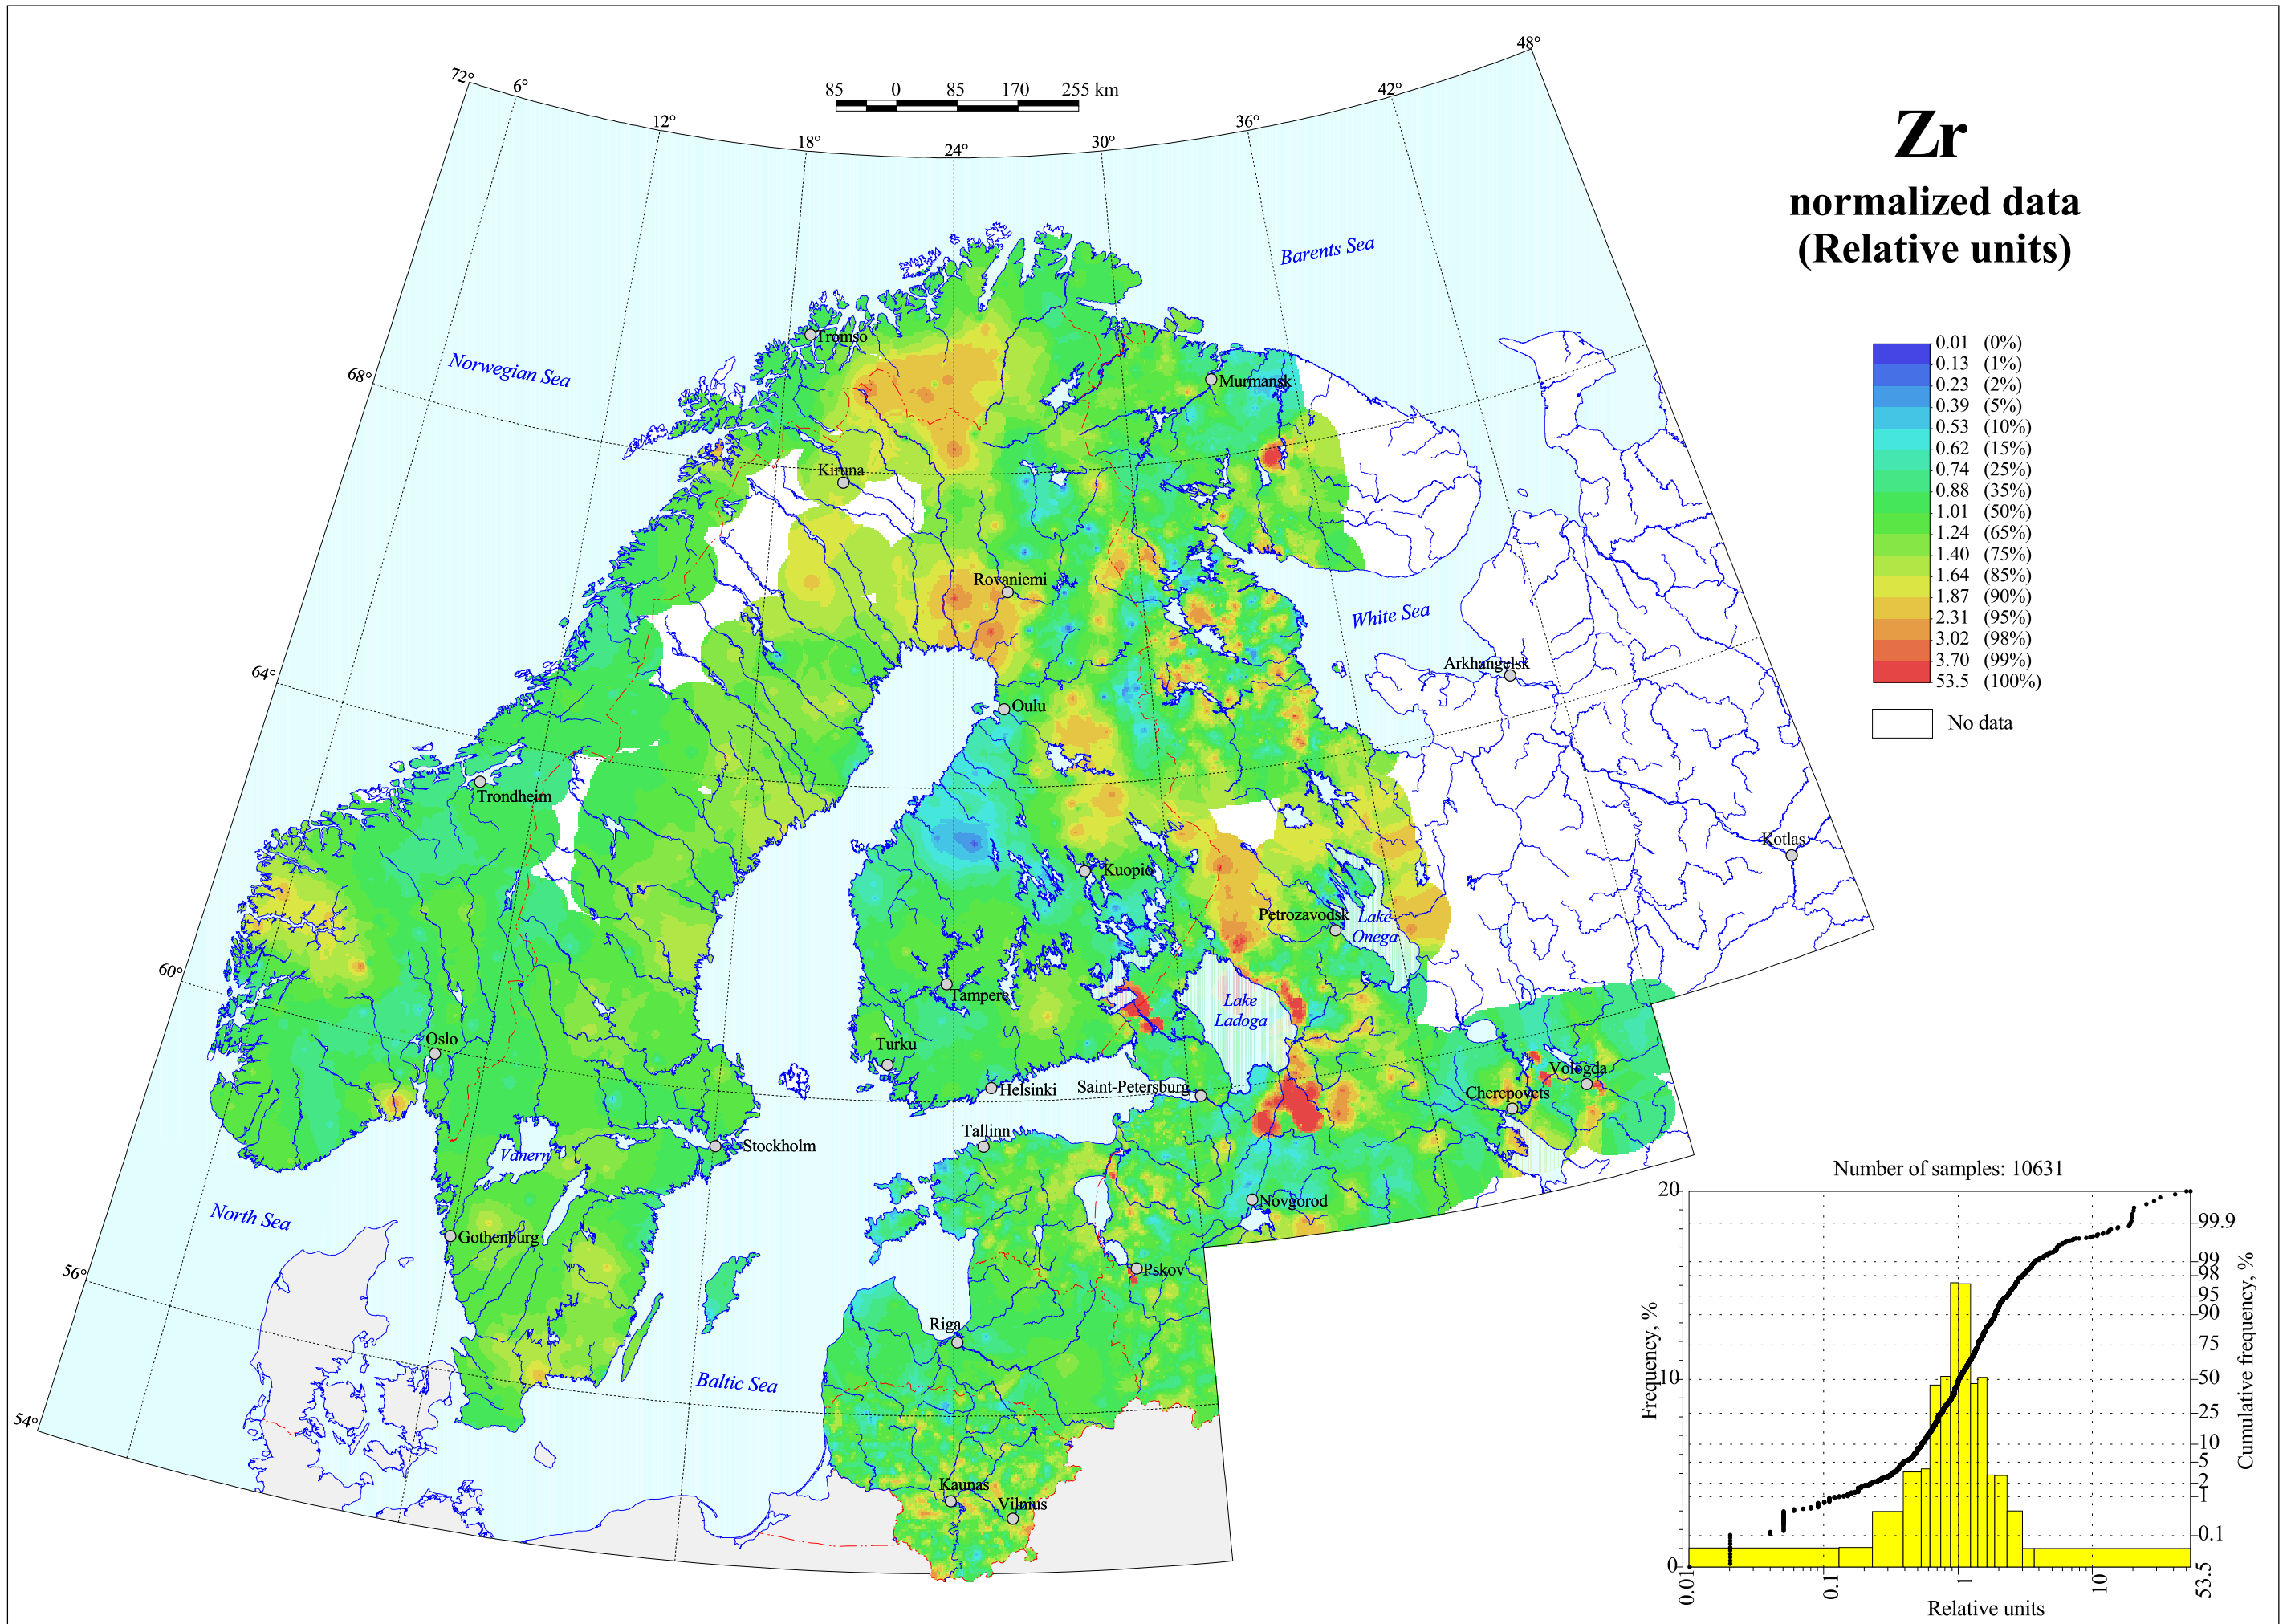 48°
72°
6°
42°
85 0 85 170 255 km
12°
36°
18°
30°
24°
Zr
normalized data
(Relative units)
Barents Sea
Norwegian Sea
Tromso
68°
Murmansk
0.01 (0%)
0.13 (1%)
0.23 (2%)
0.39 (5%)
0.53 (10%)
0.62 (15%)
0.74 (25%)
0.88 (35%)
1.01 (50%)
1.24 (65%)
1.40 (75%)
1.64 (85%)
1.87 (90%)
2.31 (95%)
3.02 (98%)
3.70 (99%)
53.5 (100%)
No data
Kiruna
Rovaniemi
White Sea
Arkhangelsk
64°
Oulu
Trondheim
Kotlas
Kuopio
Petrozavodsk
Lake
Onega
60°
Tampere
Lake
Ladoga
Oslo
Turku
Helsinki
Saint-Petersburg
Vologda
Cherepovets
Tallinn
Stockholm
Vanern
Novgorod
North Sea
Gothenburg
Pskov
56°
Riga
Baltic Sea
54°
Kaunas
Vilnius
Number of samples: 10631
20
10
0
Frequency, %
99.9
99
98
95
90
75
50
25
10
5
2
1
0.1
5
Cumulative frequency, %
0.01
0.1
1
10
53.5
Relative units